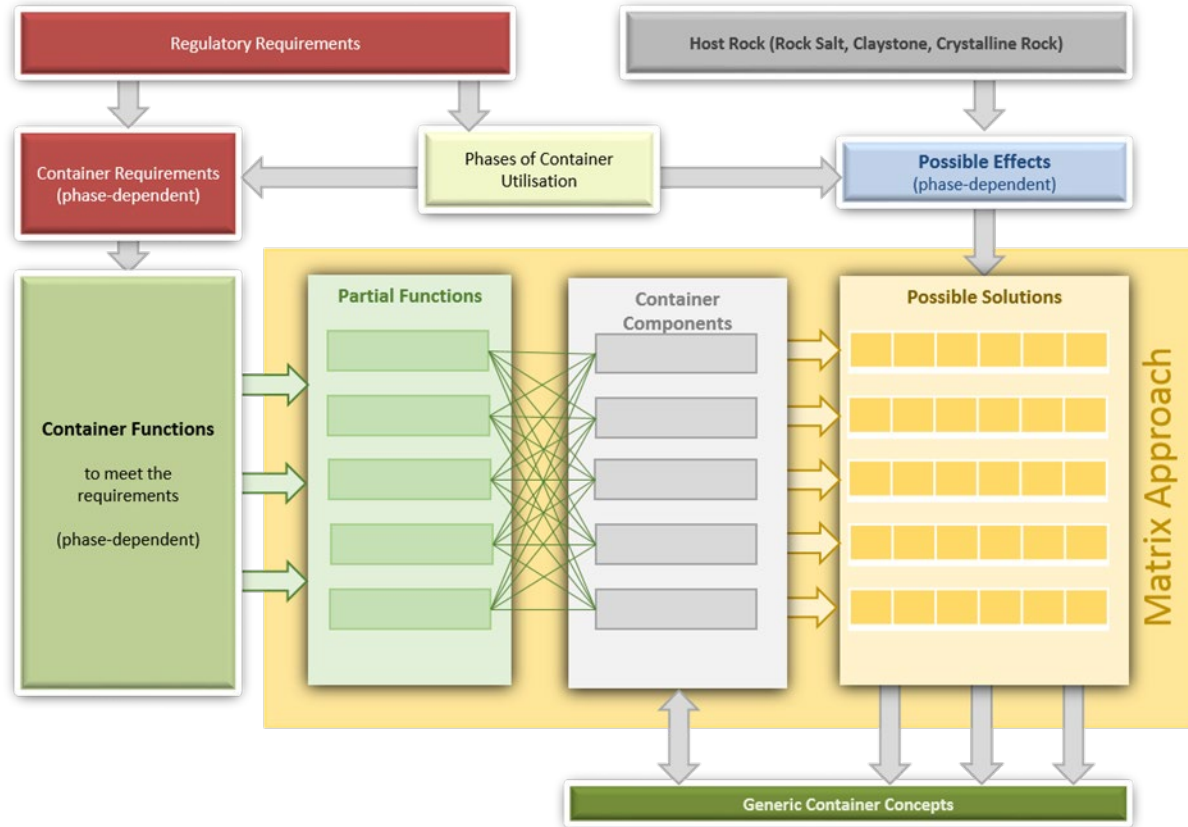 Regulatory Requirements
Host Rock (Rock Salt, Claystone, Crystalline Rock)
Container Requirements
(phase-dependent)
Phases of Container
Utilisation
Possible Effects
(phase-dependent)
Container Functions
to meet the
requirements
(phase-dependent)
Partial Functions
Container
Components
Possible Solutions
Matrix Approach
Generic Container Concepts